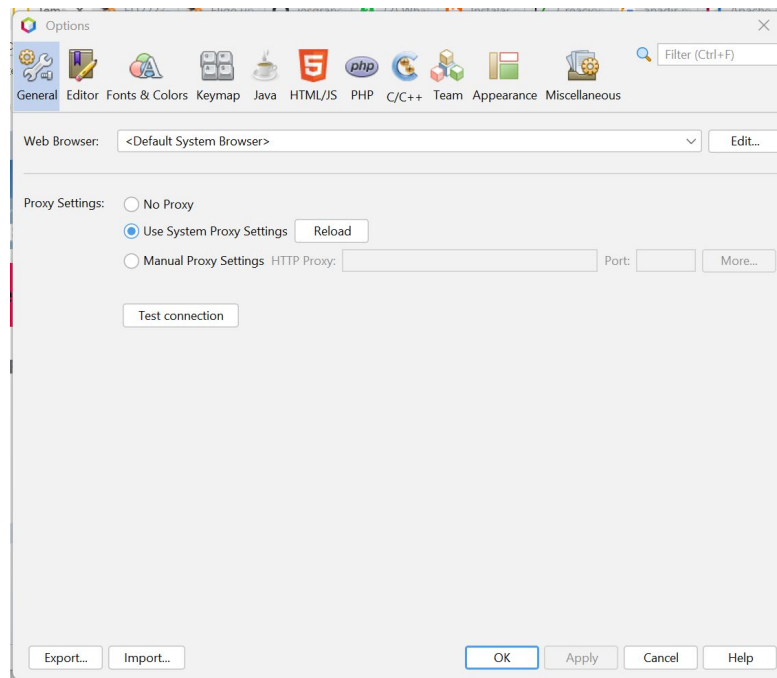 Options
Filter (Ctrl+F)
General Editor Fonts & Colors Keymap Java HTML/JS PHP C/C++ Team Appearance Miscellaneous
Web Browser: <Default System Browser> Edit...
Proxy Settings: No Proxy
Use System Proxy Settings Reload
Manual Proxy Settings HTTP Proxy: Port: More...
Test connection
Export... Import... OK Apply Cancel Help